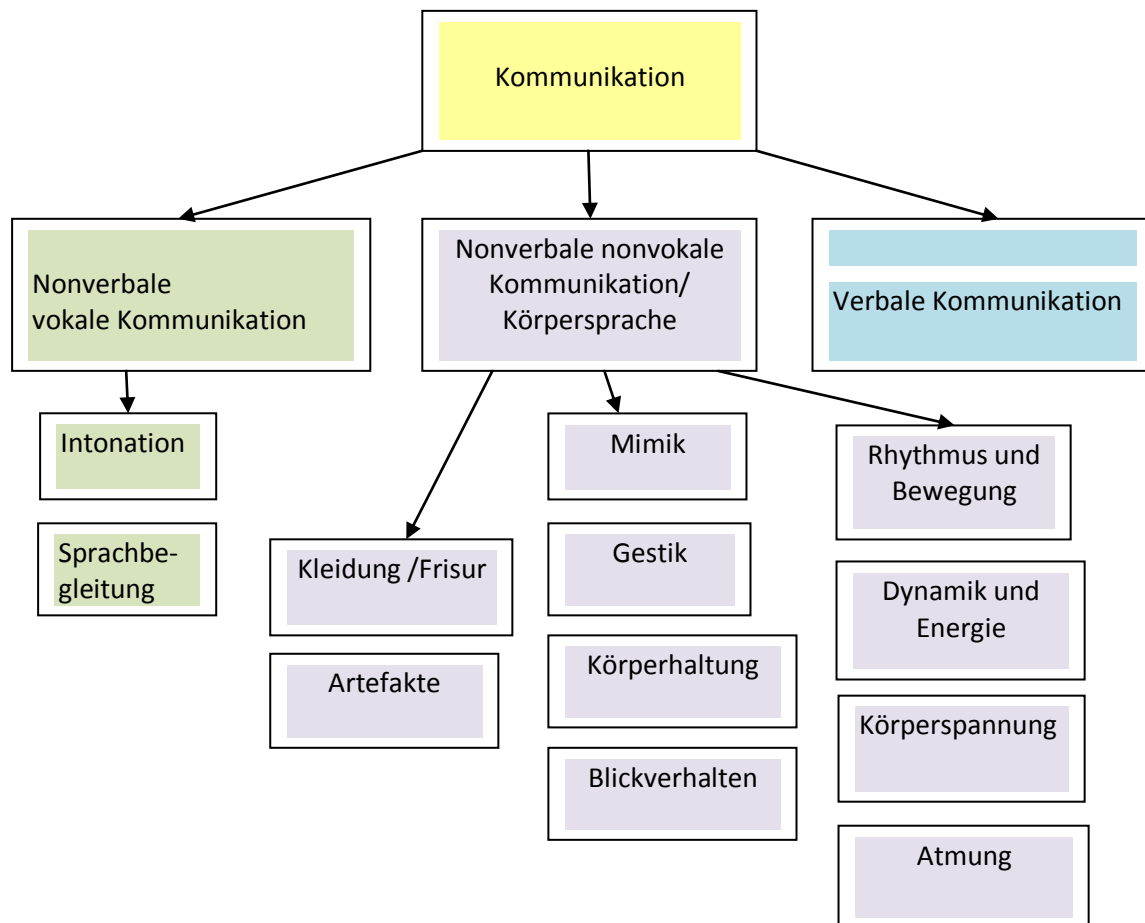 Kommunikation
Nonverbale
vokale Kommunikation
Nonverbale nonvokale
Kommunikation/
Körpersprache
Verbale Kommunikation
Intonation
Sprachbe-
gleitung
Kleidung /Frisur
Artefakte
Mimik
Gestik
Körperhaltung
Blickverhalten
Rhythmus und
Bewegung
Dynamik und
Energie
Körperspannung
Atmung